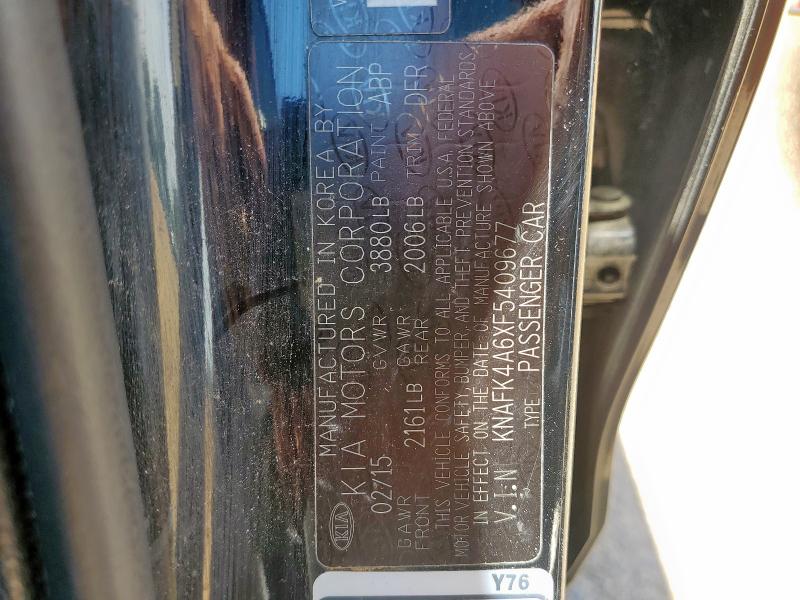 KIA
MANUFACTURED IN KOREA BY
KIA MOTORS CORPORATION
02/15 GVWR 3880LB PAINT ABP
GAWR FRONT 2161LB GAWR REAR 2006LB TRIM DFR
THIS VEHICLE CONFORMS TO ALL APPLICABLE U.S.A. FEDERAL
MOTOR VEHICLE SAFETY, BUMPER, AND THEFT PREVENTION STANDARDS
IN EFFECT ON THE DATE OF MANUFACTURE SHOWN ABOVE
V.I.N KNAFK4A6XF5409677
TYPE PASSENGER CAR
Y76